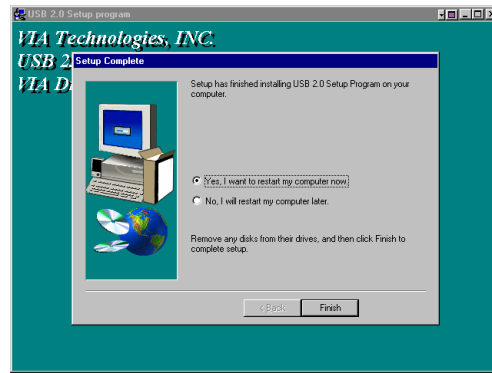 USB 2.0 Setup program
VIA Technologies, INC.
USB 2.
VIA D
Setup Complete
Setup has finished installing USB 2.0 Setup Program on your
computer.
Yes, I want to restart my computer now.
No, I will restart my computer later.
Remove any disks from their drives, and then click Finish to
complete setup.
< Back
Finish